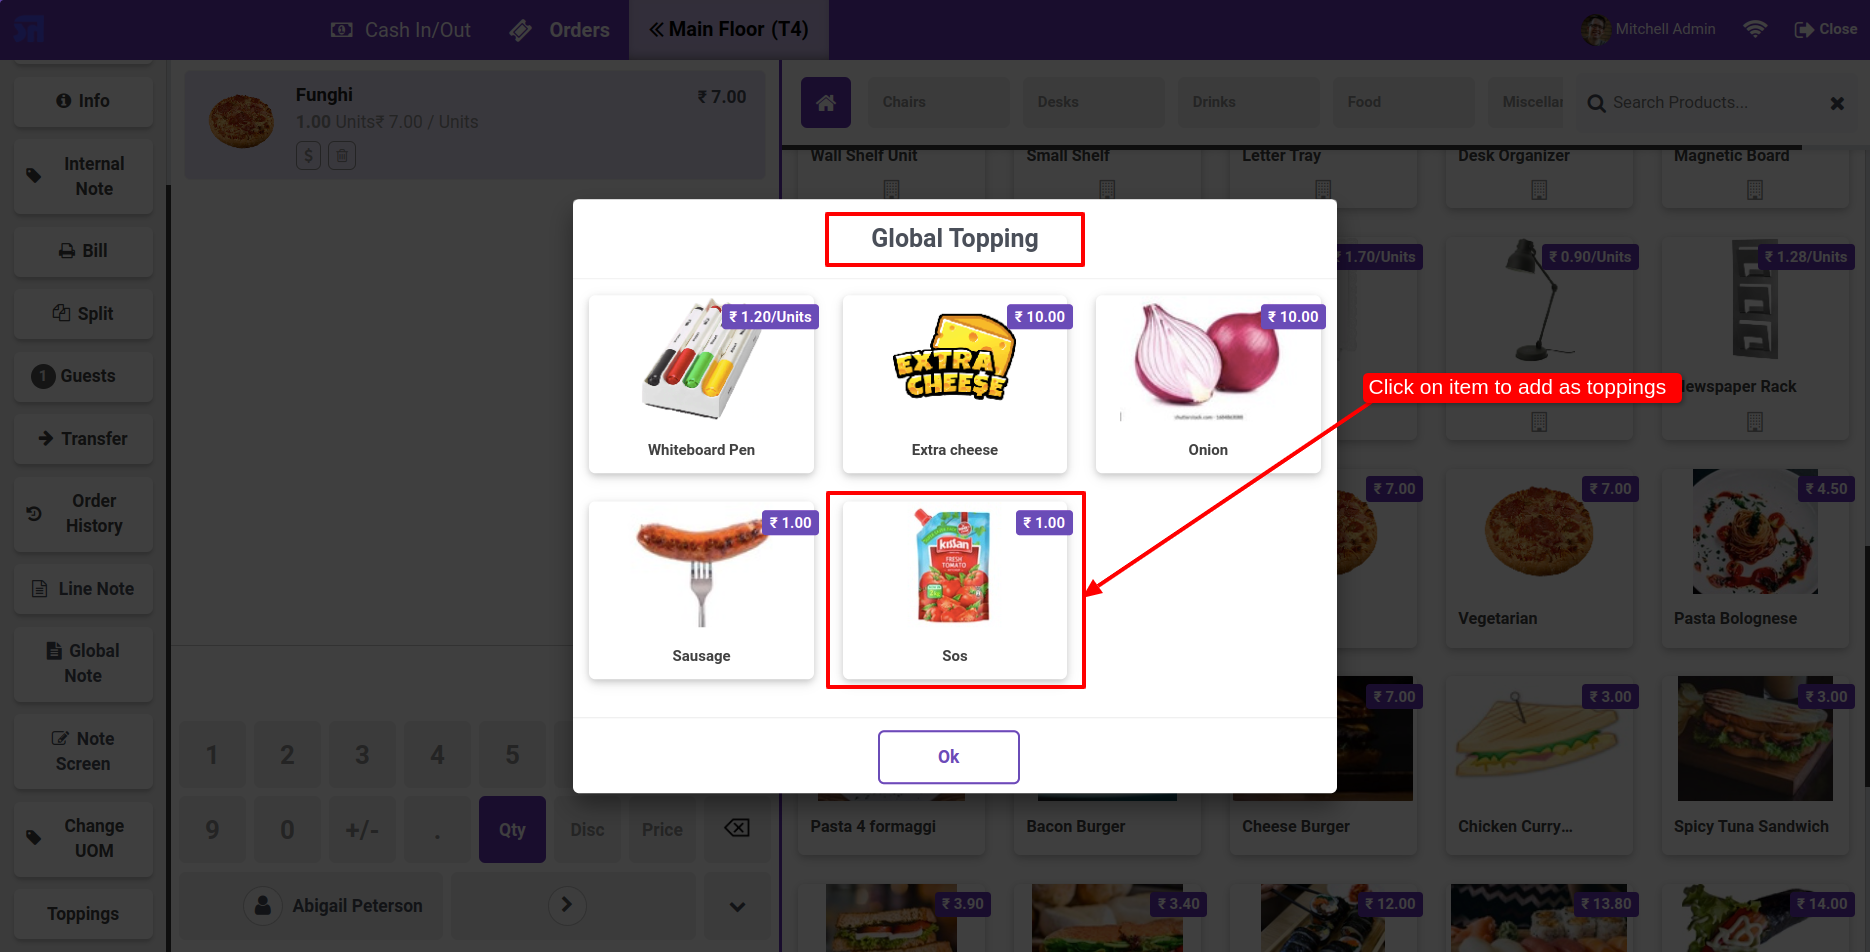 Cash In/Out
Orders
Main Floor (T4)
Mitchell Admin
Close
Info
Internal
Note
Bill
Split
1 Guests
Transfer
Order
History
Line Note
Global
Note
Note
Screen
Change
UOM
Toppings
Funghi
₹ 7.00
1.00 Units₹ 7.00 / Units
$
Chairs
Desks
Drinks
Food
Miscellar
Search Products...
Wall Shelf Unit
Small Shelf
Letter Tray
Desk Organizer
Magnetic Board
₹ 1.70/Units
₹ 0.90/Units
₹ 1.28/Units
ewspaper Rack
Global Topping
₹ 1.20/Units
Whiteboard Pen
₹ 10.00
EXTRA
CHEE$E
Extra cheese
₹ 10.00
Onion
Click on item to add as toppings
₹ 1.00
Sausage
₹ 1.00
Kissan
FRESH
TOMATO
Sos
Ok
₹ 7.00
₹ 7.00
₹ 4.50
Vegetarian
Pasta Bolognese
₹ 7.00
₹ 3.00
₹ 3.00
Pasta 4 formaggi
Bacon Burger
Cheese Burger
Chicken Curry...
Spicy Tuna Sandwich
₹ 3.90
₹ 3.40
₹ 12.00
₹ 13.80
₹ 14.00
1
2
3
4
5
9
0
+/-
.
Qty
Disc
Price
Abigail Peterson